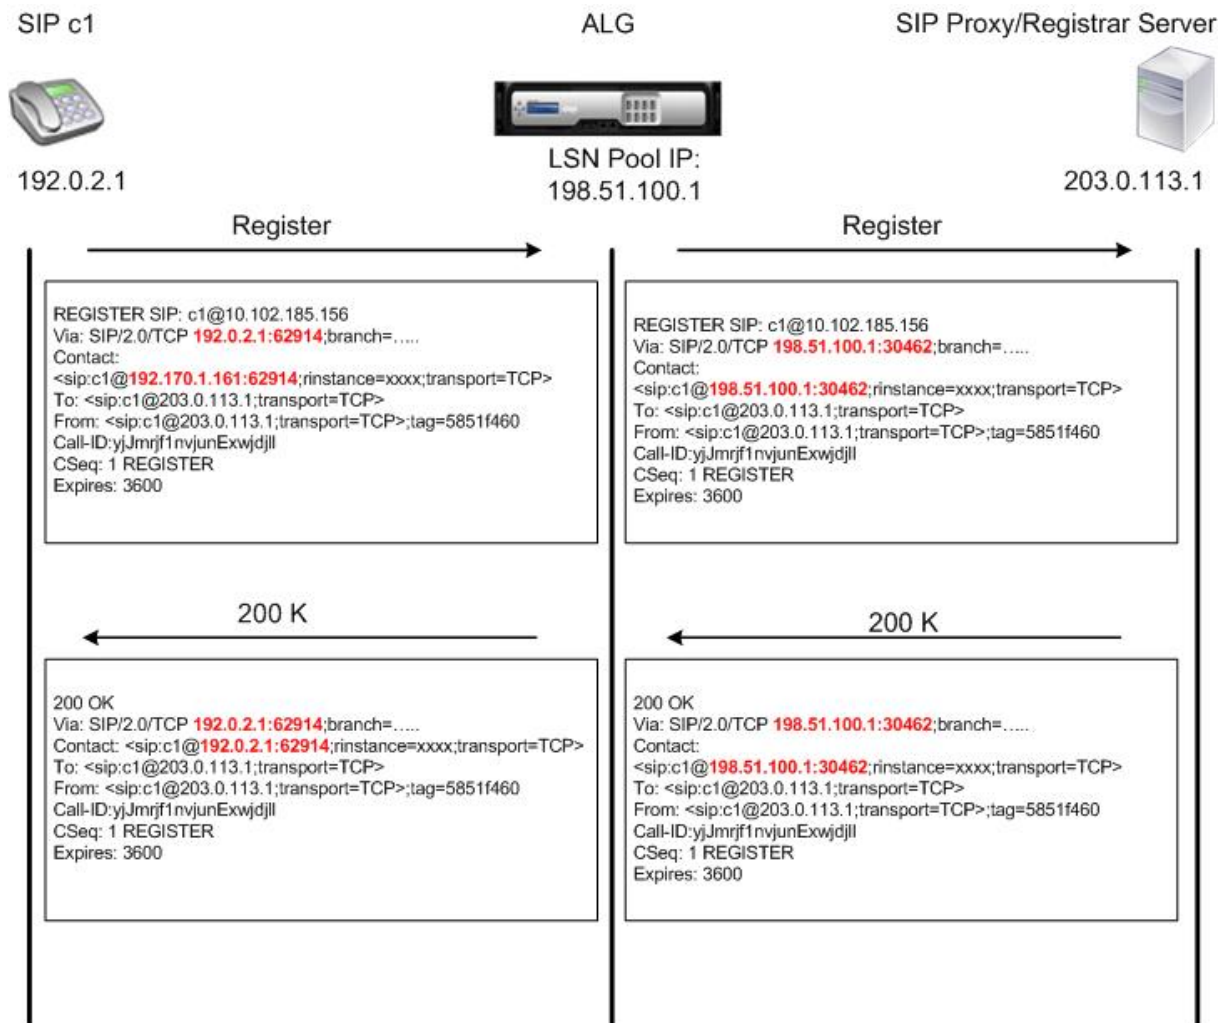 SIP c1
ALG
SIP Proxy/Registrar Server
192.0.2.1
LSN Pool IP:
198.51.100.1
203.0.113.1
Register
Register
REGISTER SIP: c1@10.102.185.156
Via: SIP/2.0/TCP 192.0.2.1:62914;branch=…..
Contact:
<sip:c1@192.170.1.161:62914;rinstance=xxxx;transport=TCP>
To: <sip:c1@203.0.113.1;transport=TCP>
From: <sip:c1@203.0.113.1;transport=TCP>;tag=5851f460
Call-ID:yjJmrjf1nvjunExwjdjll
CSeq: 1 REGISTER
Expires: 3600
REGISTER SIP: c1@10.102.185.156
Via: SIP/2.0/TCP 198.51.100.1:30462;branch=…..
Contact:
<sip:c1@198.51.100.1:30462;rinstance=xxxx;transport=TCP>
To: <sip:c1@203.0.113.1;transport=TCP>
From: <sip:c1@203.0.113.1;transport=TCP>;tag=5851f460
Call-ID:yjJmrjf1nvjunExwjdjll
CSeq: 1 REGISTER
Expires: 3600
200 K
200 K
200 OK
Via: SIP/2.0/TCP 192.0.2.1:62914;branch=…..
Contact: <sip:c1@192.0.2.1:62914;rinstance=xxxx;transport=TCP>
To: <sip:c1@203.0.113.1;transport=TCP>
From: <sip:c1@203.0.113.1;transport=TCP>;tag=5851f460
Call-ID:yjJmrjf1nvjunExwjdjll
CSeq: 1 REGISTER
Expires: 3600
200 OK
Via: SIP/2.0/TCP 198.51.100.1:30462;branch=…..
Contact:
<sip:c1@198.51.100.1:30462;rinstance=xxxx;transport=TCP>
To: <sip:c1@203.0.113.1;transport=TCP>
From: <sip:c1@203.0.113.1;transport=TCP>;tag=5851f460
Call-ID:yjJmrjf1nvjunExwjdjll
CSeq: 1 REGISTER
Expires: 3600